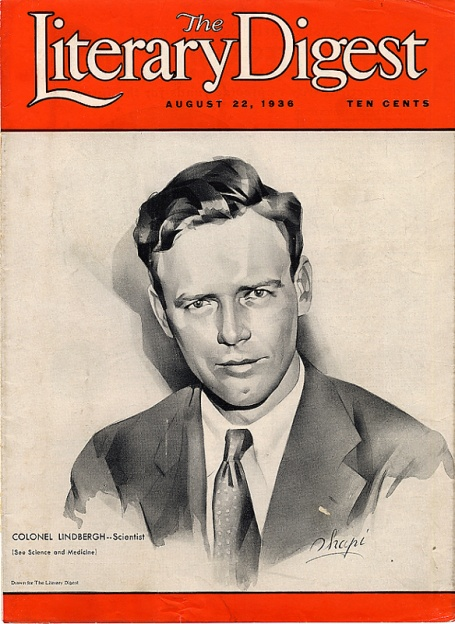 The
Literary Digest
AUGUST 22, 1936 TEN CENTS
COLONEL LINDBERGH--Scientist
(See Science and Medicine)
Drawn for The Literary Digest
Shapi